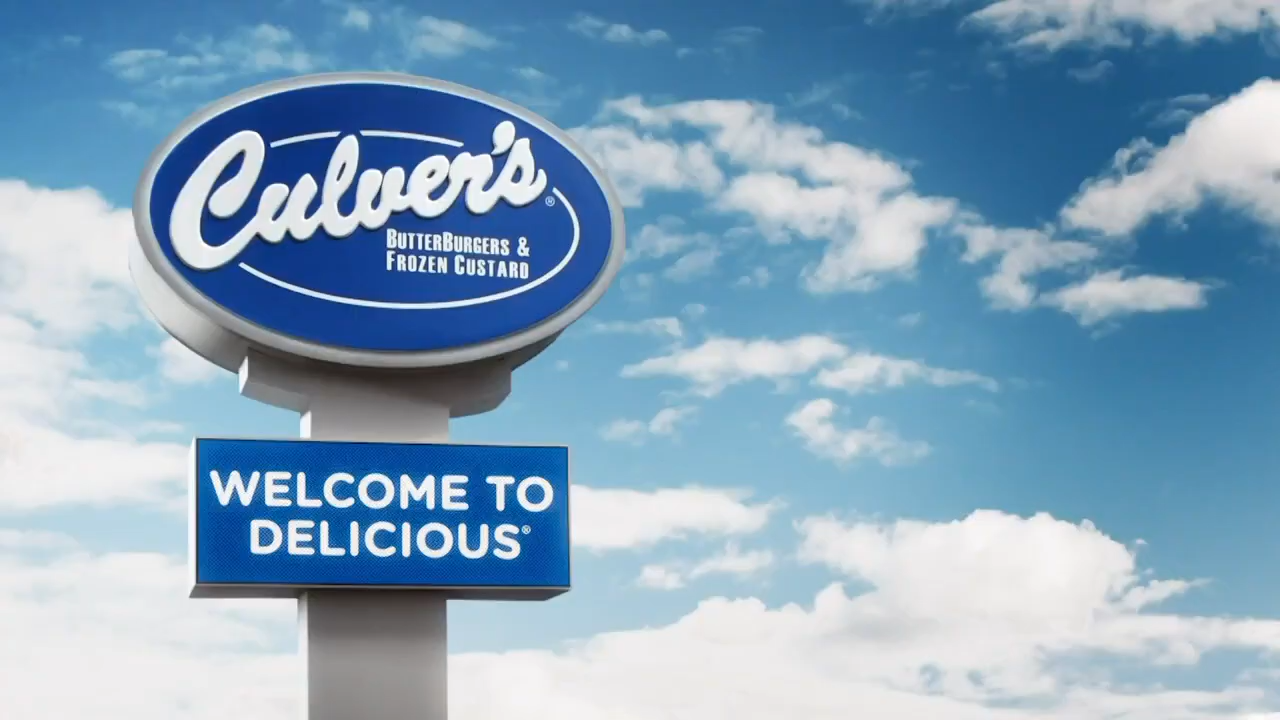 Culver's®
BUTTERBURGERS &
FROZEN CUSTARD
WELCOME TO
DELICIOUS®